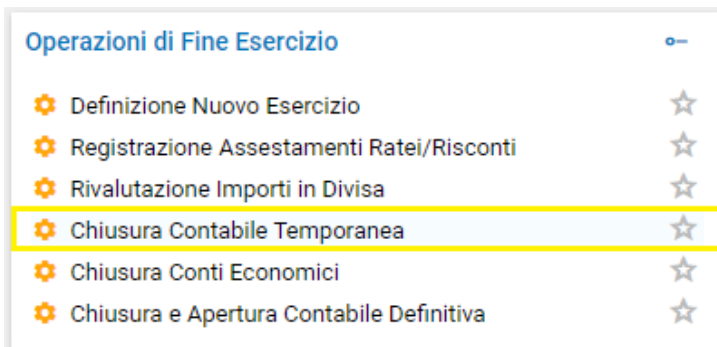 Operazioni di Fine Esercizio
Definizione Nuovo Esercizio
Registrazione Assestamenti Ratei/Risconti
Rivalutazione Importi in Divisa
Chiusura Contabile Temporanea
Chiusura Conti Economici
Chiusura e Apertura Contabile Definitiva